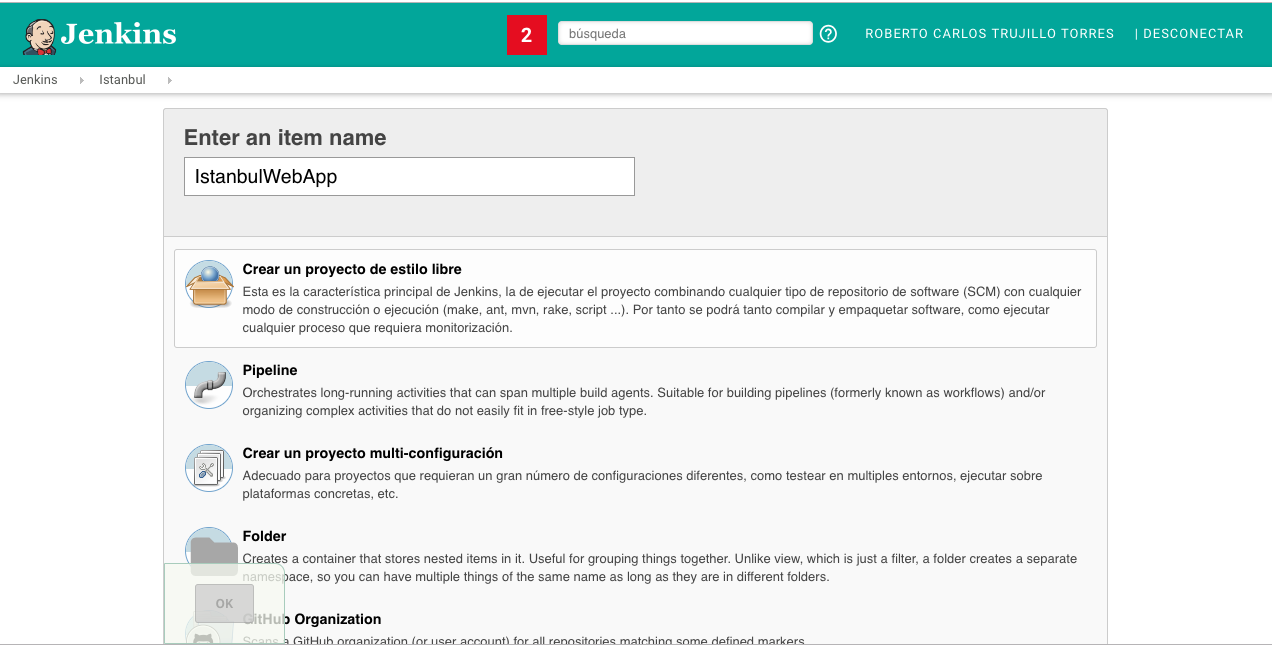 Jenkins
2
búsqueda
?
ROBERTO CARLOS TRUJILLO TORRES
| DESCONECTAR
Jenkins
Istanbul
Enter an item name
IstanbulWebApp
Crear un proyecto de estilo libre
Esta es la característica principal de Jenkins, la de ejecutar el proyecto combinando cualquier tipo de repositorio de software (SCM) con cualquier
modo de construcción o ejecución (make, ant, mvn, rake, script ...). Por tanto se podrá tanto compilar y empaquetar software, como ejecutar
cualquier proceso que requiera monitorización.
Pipeline
Orchestrates long-running activities that can span multiple build agents. Suitable for building pipelines (formerly known as workflows) and/or
organizing complex activities that do not easily fit in free-style job type.
Crear un proyecto multi-configuración
Adecuado para proyectos que requieran un gran número de configuraciones diferentes, como testear en multiples entornos, ejecutar sobre
plataformas concretas, etc.
Folder
Creates a container that stores nested items in it. Useful for grouping things together. Unlike view, which is just a filter, a folder creates a separate
namespace, so you can have multiple things of the same name as long as they are in different folders.
OK
GitHub Organization
Scans a GitHub organization (or user account) for all repositories matching some defined markers.